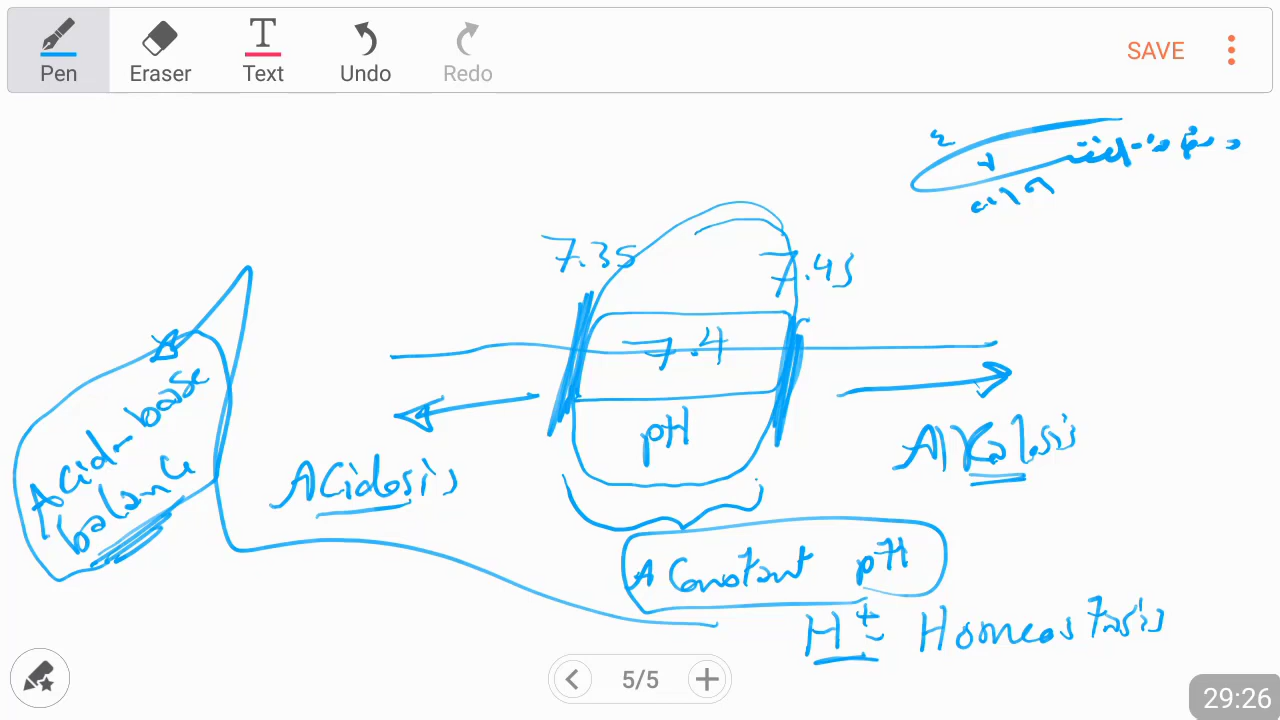 Pen Eraser Text Undo Redo SAVE
7.35 7.45
7.4
pH
Acidosis Alkalosis
Acid-base
balance
A Constant pH
H+ Homeostasis
5/5
29:26